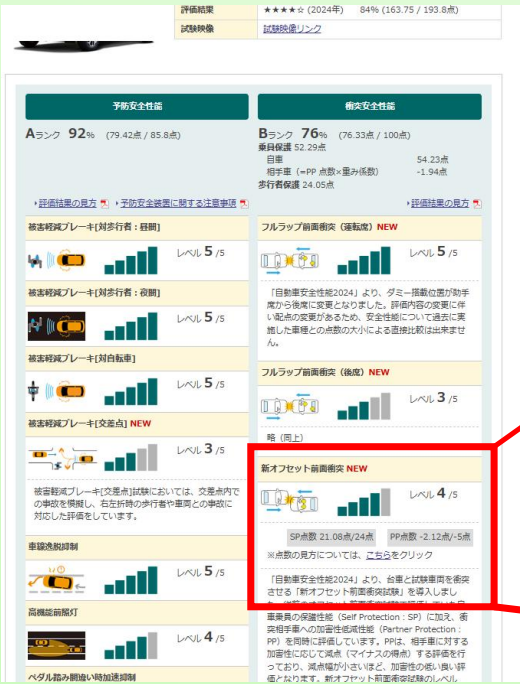 評価結果 ★★★★☆ (2024年) 84% (163.75 / 193.8点)
試験映像 試験映像リンク
予防安全性能
Aランク 92% (79.42点 / 85.8点)
評価結果の見方 予防安全装置に関する注意事項
被害軽減ブレーキ[対歩行者:昼間]
レベル 5 /5
被害軽減ブレーキ[対歩行者:夜間]
レベル 5 /5
被害軽減ブレーキ[対自転車]
レベル 5 /5
被害軽減ブレーキ[交差点] NEW
レベル 3 /5
被害軽減ブレーキ[交差点]試験においては、交差点内で
の事故を模擬し、右左折時の歩行者や車両との事故に
対応した評価をしています。
車線逸脱抑制
レベル 5 /5
高機能前照灯
レベル 4 /5
ペダル踏み間違い時加速抑制
衝突安全性能
Bランク 76% (76.33点 / 100点)
乗員保護 52.29点
自車 54.23点
相手車 (=PP 点数×重み係数) -1.94点
歩行者保護 24.05点
評価結果の見方
フルラップ前面衝突(運転席) NEW
レベル 5 /5
「自動車安全性能2024」より、ダミー搭載位置が助手
席から後席に変更となりました。評価内容の変更に伴
い配点の変更があるため、安全性能について過去に実
施した車種との点数の大小による直接比較は出来ませ
ん。
フルラップ前面衝突(後席) NEW
レベル 3 /5
略(同上)
新オフセット前面衝突 NEW
レベル 4 /5
SP点数 21.08点/24点 PP点数 -2.12点/-5点
※点数の見方については、こちらをクリック
「自動車安全性能2024」より、台車と試験車両を衝突
させる「新オフセット前面衝突試験」を導入しまし
車乗員の保護性能(Self Protection:SP)に加え、衝
突相手車への加害性低減性能(Partner Protection:
PP)を同時に評価しています。PPは、相手車に対する
加害性に応じて減点(マイナスの得点)する評価を行
っており、減点幅が小さいほど、加害性の低い良い評
価となります。新オフセット前面衝突試験のレベル